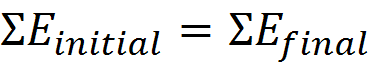 ΣE_initial = ΣE_final